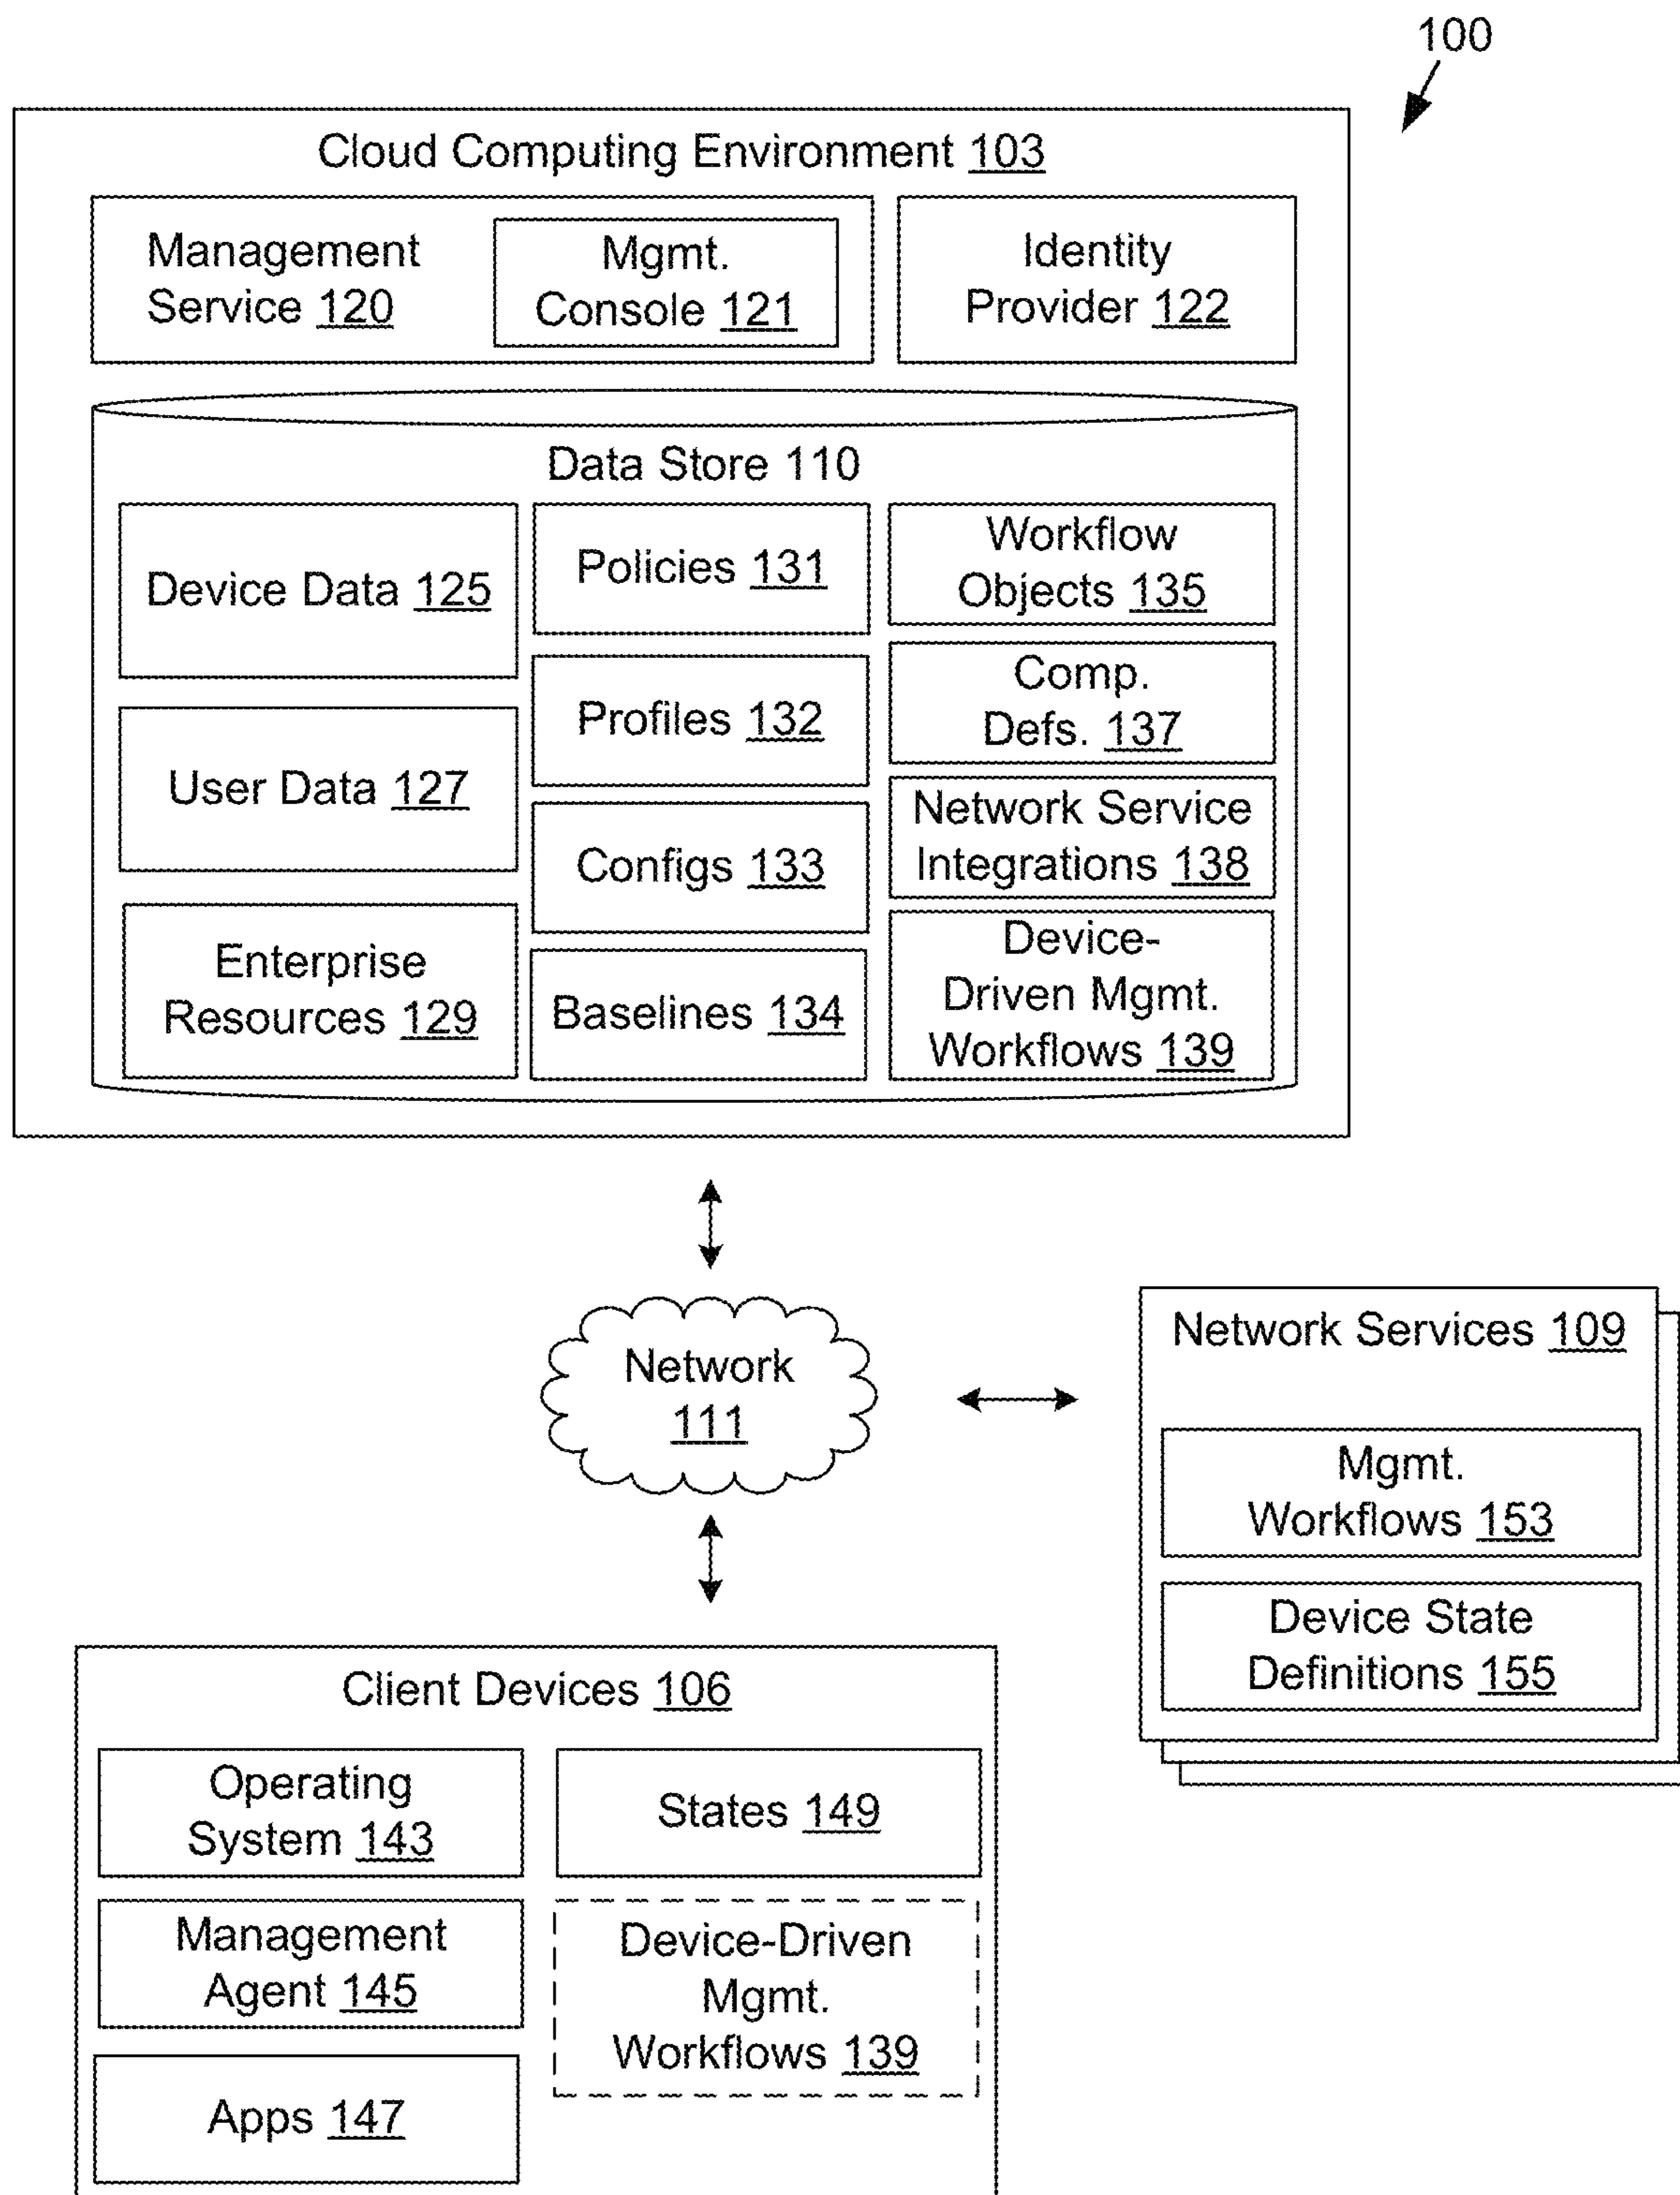 100
Cloud Computing Environment 103
Management
Service 120
Mgmt.
Console 121
Identity
Provider 122
Data Store 110
Device Data 125
User Data 127
Enterprise
Resources 129
Policies 131
Profiles 132
Configs 133
Baselines 134
Workflow
Objects 135
Comp.
Defs. 137
Network Service
Integrations 138
Device-
Driven Mgmt.
Workflows 139
Network
111
Network Services 109
Mgmt.
Workflows 153
Device State
Definitions 155
Client Devices 106
Operating
System 143
Management
Agent 145
Apps 147
States 149
Device-Driven
Mgmt.
Workflows 139